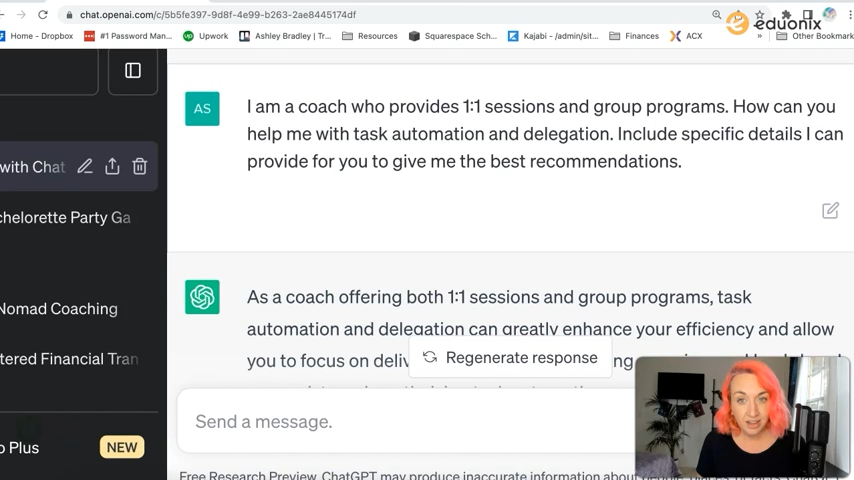 chat.openai.com/c/5b5fe397-9d8f-4e99-b263-2ae8445174df
eduonix
Home - Dropbox #1 Password Man... Upwork Ashley Bradley | Tr... Resources Squarespace Sch... Kajabi - /admin/sit... Finances ACX » Other Bookmark
AS
I am a coach who provides 1:1 sessions and group programs. How can you
help me with task automation and delegation. Include specific details I can
provide for you to give me the best recommendations.
with Chat
chelorette Party Ga
Nomad Coaching
tered Financial Tran
o Plus
NEW
As a coach offering both 1:1 sessions and group programs, task
automation and delegation can greatly enhance your efficiency and allow
you to focus on
Regenerate response
Send a message.
Free Research Preview. ChatGPT may produce inaccurate information about